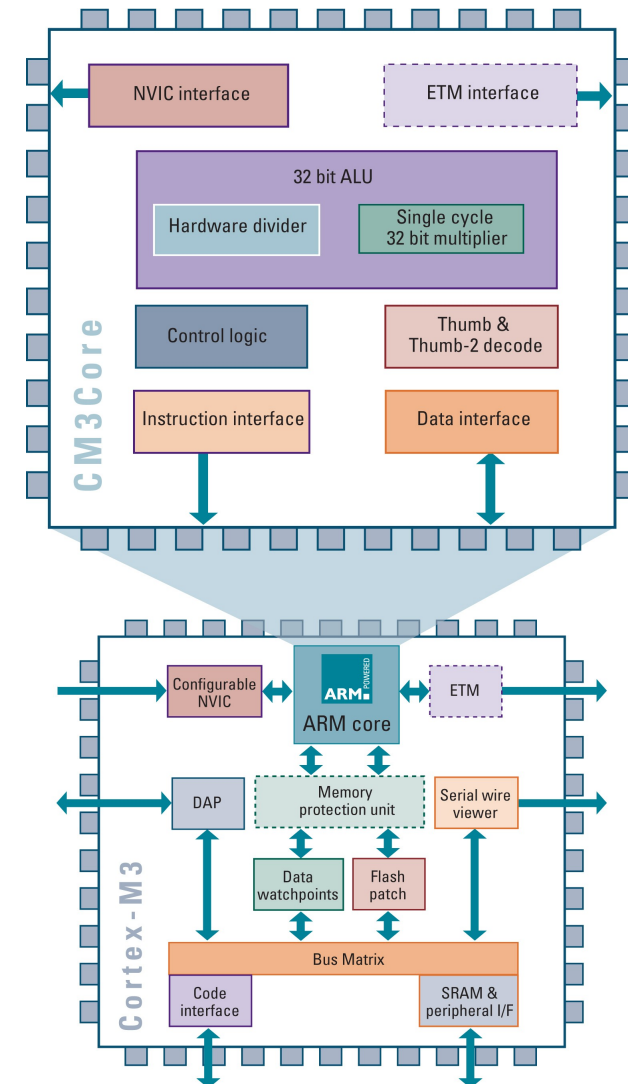 NVIC interface
ETM interface
32 bit ALU
Hardware divider
Single cycle
32 bit multiplier
Control logic
Thumb &
Thumb-2 decode
Instruction interface
Data interface
CM3Core
Configurable
NVIC
ARM
POWERED
ARM core
ETM
DAP
Memory
protection unit
Serial wire
viewer
Data
watchpoints
Flash
patch
Bus Matrix
Code
interface
SRAM &
peripheral I/F
Cortex-M3